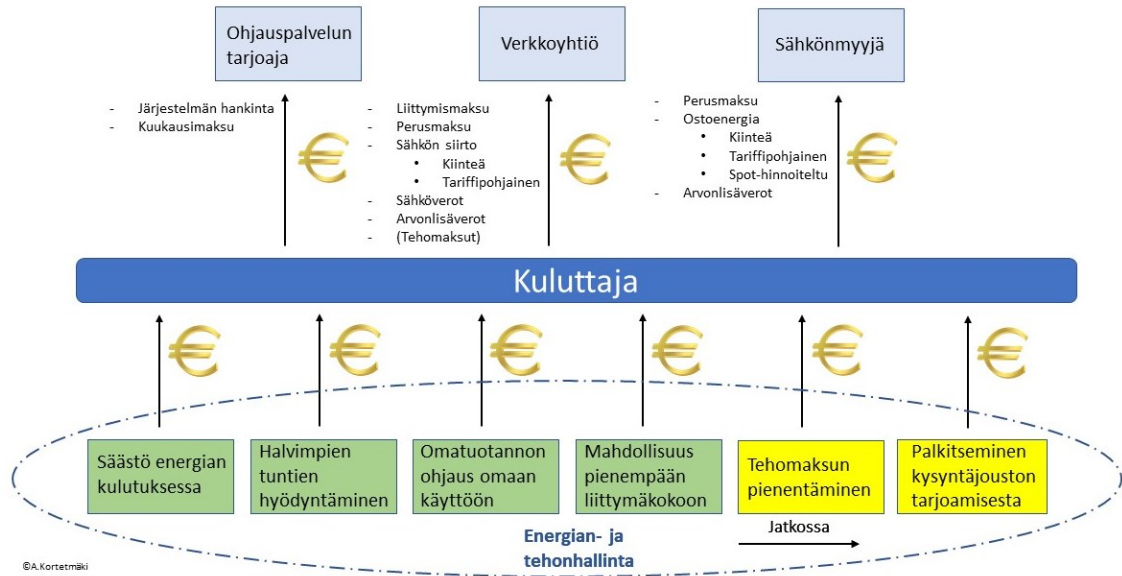 Ohjauspalvelun
tarjoaja
Verkkoyhtiö
Sähkönmyyjä
- Järjestelmän hankinta
- Kuukausimaksu
- Liittymismaksu
- Perusmaksu
- Sähkön siirto
• Kiinteä
• Tariffipohjainen
- Sähköverot
- Arvonlisäverot
- (Tehomaksut)
- Perusmaksu
- Ostoenergia
• Kiinteä
• Tariffipohjainen
• Spot-hinnoiteltu
- Arvonlisäverot
€ € €
Kuluttaja
€ € € € € €
Säästö energian
kulutuksessa
Halvimpien
tuntien
hyödyntäminen
Omatuotannon
ohjaus omaan
käyttöön
Mahdollisuus
pienempään
liittymäkokoon
Tehomaksun
pienentäminen
Palkitseminen
kysyntäjouston
tarjoamisesta
Jatkossa
Energian- ja
tehonhallinta
©A.Kortetmäki